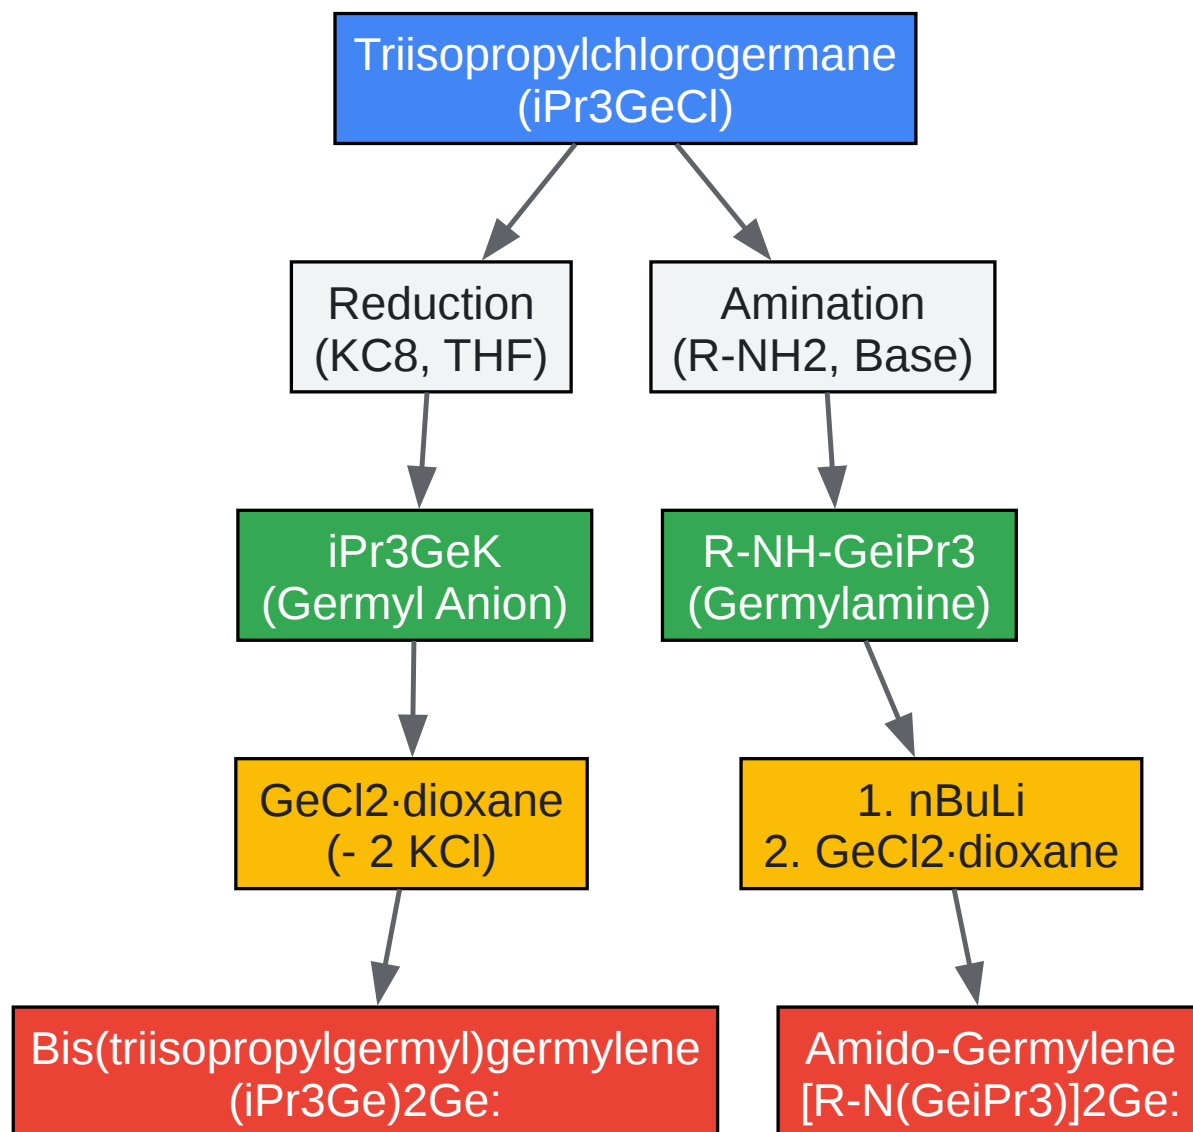 Triisopropylchlorogermane
(iPr3GeCl)
Reduction
(KC8, THF)
Amination
(R-NH2, Base)
iPr3GeK
(Germyl Anion)
R-NH-GeiPr3
(Germylamine)
GeCl2·dioxane
(- 2 KCl)
1. nBuLi
2. GeCl2·dioxane
Bis(triisopropylgermyl)germylene
(iPr3Ge)2Ge:
Amido-Germylene
[R-N(GeiPr3)]2Ge: